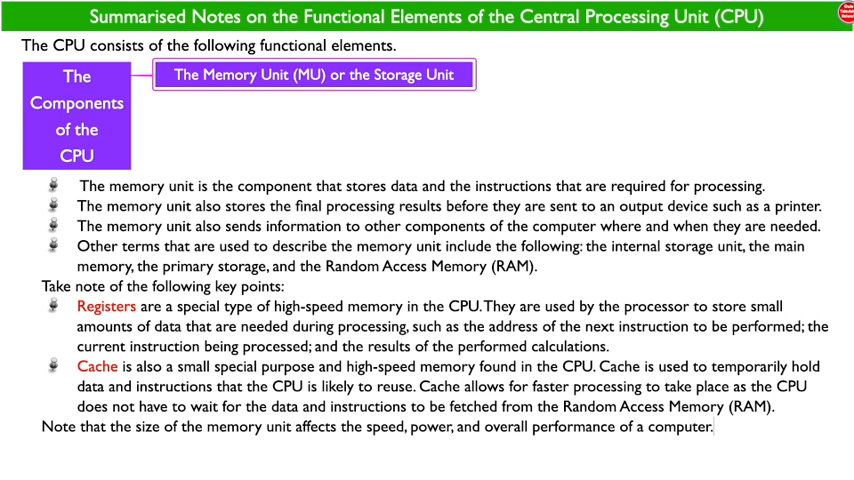 Summarised Notes on the Functional Elements of the Central Processing Unit (CPU)
The CPU consists of the following functional elements.
The
Components
of the
CPU
The Memory Unit (MU) or the Storage Unit
The memory unit is the component that stores data and the instructions that are required for processing.
The memory unit also stores the final processing results before they are sent to an output device such as a printer.
The memory unit also sends information to other components of the computer where and when they are needed.
Other terms that are used to describe the memory unit include the following: the internal storage unit, the main
memory, the primary storage, and the Random Access Memory (RAM).
Take note of the following key points:
Registers are a special type of high-speed memory in the CPU. They are used by the processor to store small
amounts of data that are needed during processing, such as the address of the next instruction to be performed; the
current instruction being processed; and the results of the performed calculations.
Cache is also a small special purpose and high-speed memory found in the CPU. Cache is used to temporarily hold
data and instructions that the CPU is likely to reuse. Cache allows for faster processing to take place as the CPU
does not have to wait for the data and instructions to be fetched from the Random Access Memory (RAM).
Note that the size of the memory unit affects the speed, power, and overall performance of a computer.